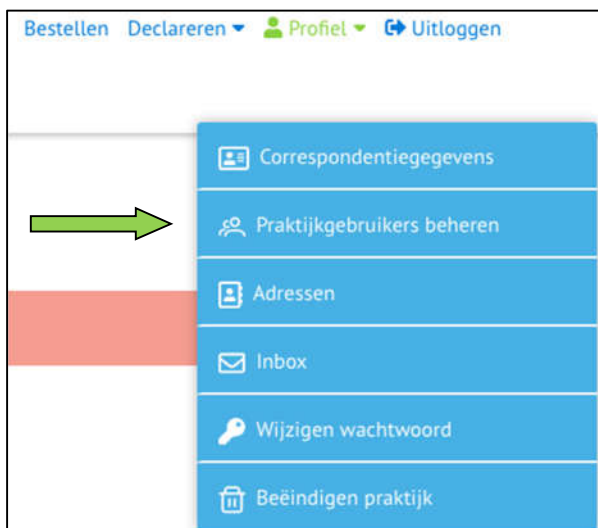 Bestellen Declareren Profiel Uitloggen
Correspondentiegegevens
Praktijkgebruikers beheren
Adressen
Inbox
Wijzigen wachtwoord
Beëindigen praktijk